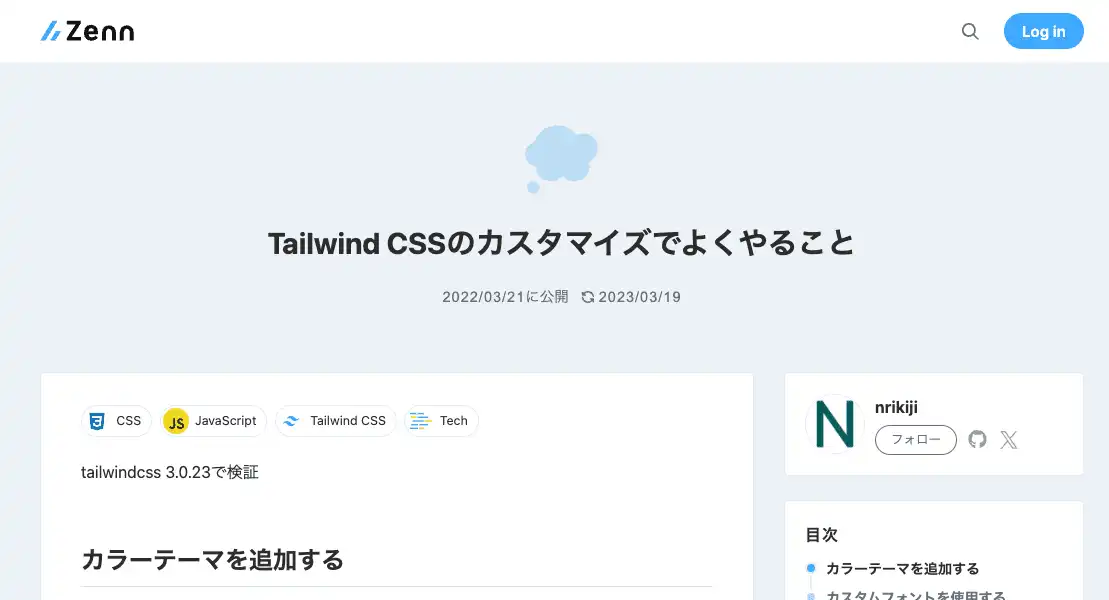 Zenn
Log in
Tailwind CSSのカスタマイズでよくやること
2022/03/21に公開 2023/03/19
CSS
JavaScript
Tailwind CSS
Tech
tailwindcss 3.0.23で検証
カラーテーマを追加する
nrikiji
フォロー
目次
カラーテーマを追加する
カスタムフォントを使用する